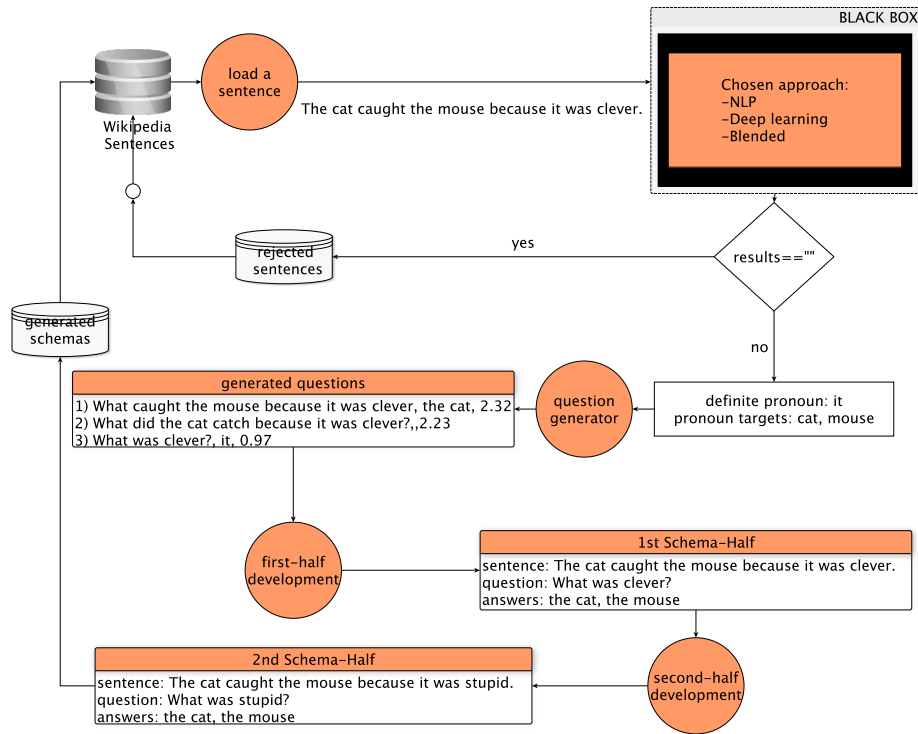 BLACK BOX
load a
sentence
Chosen approach:
-NLP
-Deep learning
-Blended
The cat caught the mouse because it was clever.
Wikipedia
Sentences
yes
rejected
sentences
results==""
generated
schemas
no
generated questions
1) What caught the mouse because it was clever, the cat, 2.32
2) What did the cat catch because it was clever?,,2.23
3) What was clever?, it, 0.97
question
generator
definite pronoun: it
pronoun targets: cat, mouse
first-half
development
1st Schema-Half
sentence: The cat caught the mouse because it was clever.
question: What was clever?
answers: the cat, the mouse
2nd Schema-Half
sentence: The cat caught the mouse because it was stupid.
question: What was stupid?
answers: the cat, the mouse
second-half
development